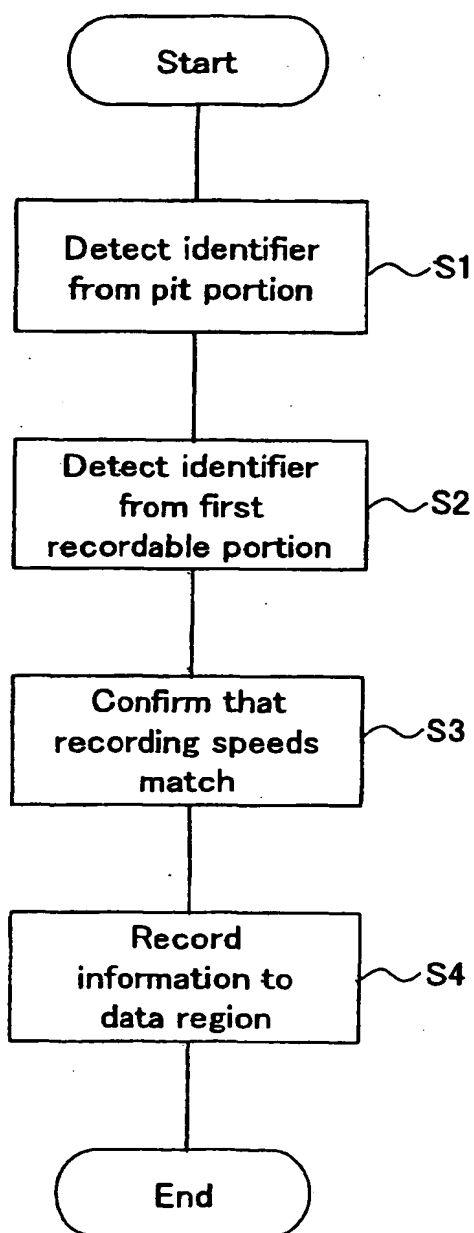 Start
Detect identifier
from pit portion
S1
Detect identifier
from first
recordable portion
S2
Confirm that
recording speeds
match
S3
Record
information to
data region
S4
End